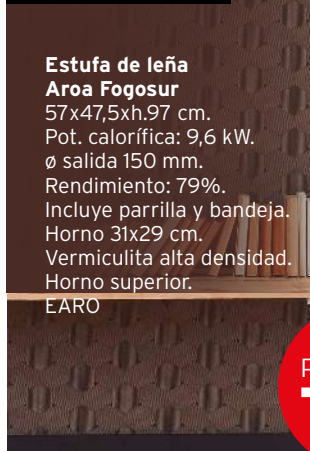 Estufa de leña
Aroa Fogosur
57x47,5xh.97 cm.
Pot. calorífica: 9,6 kW.
ø salida 150 mm.
Rendimiento: 79%.
Incluye parrilla y bandeja.
Horno 31x29 cm.
Vermiculita alta densidad.
Horno superior.
EARO